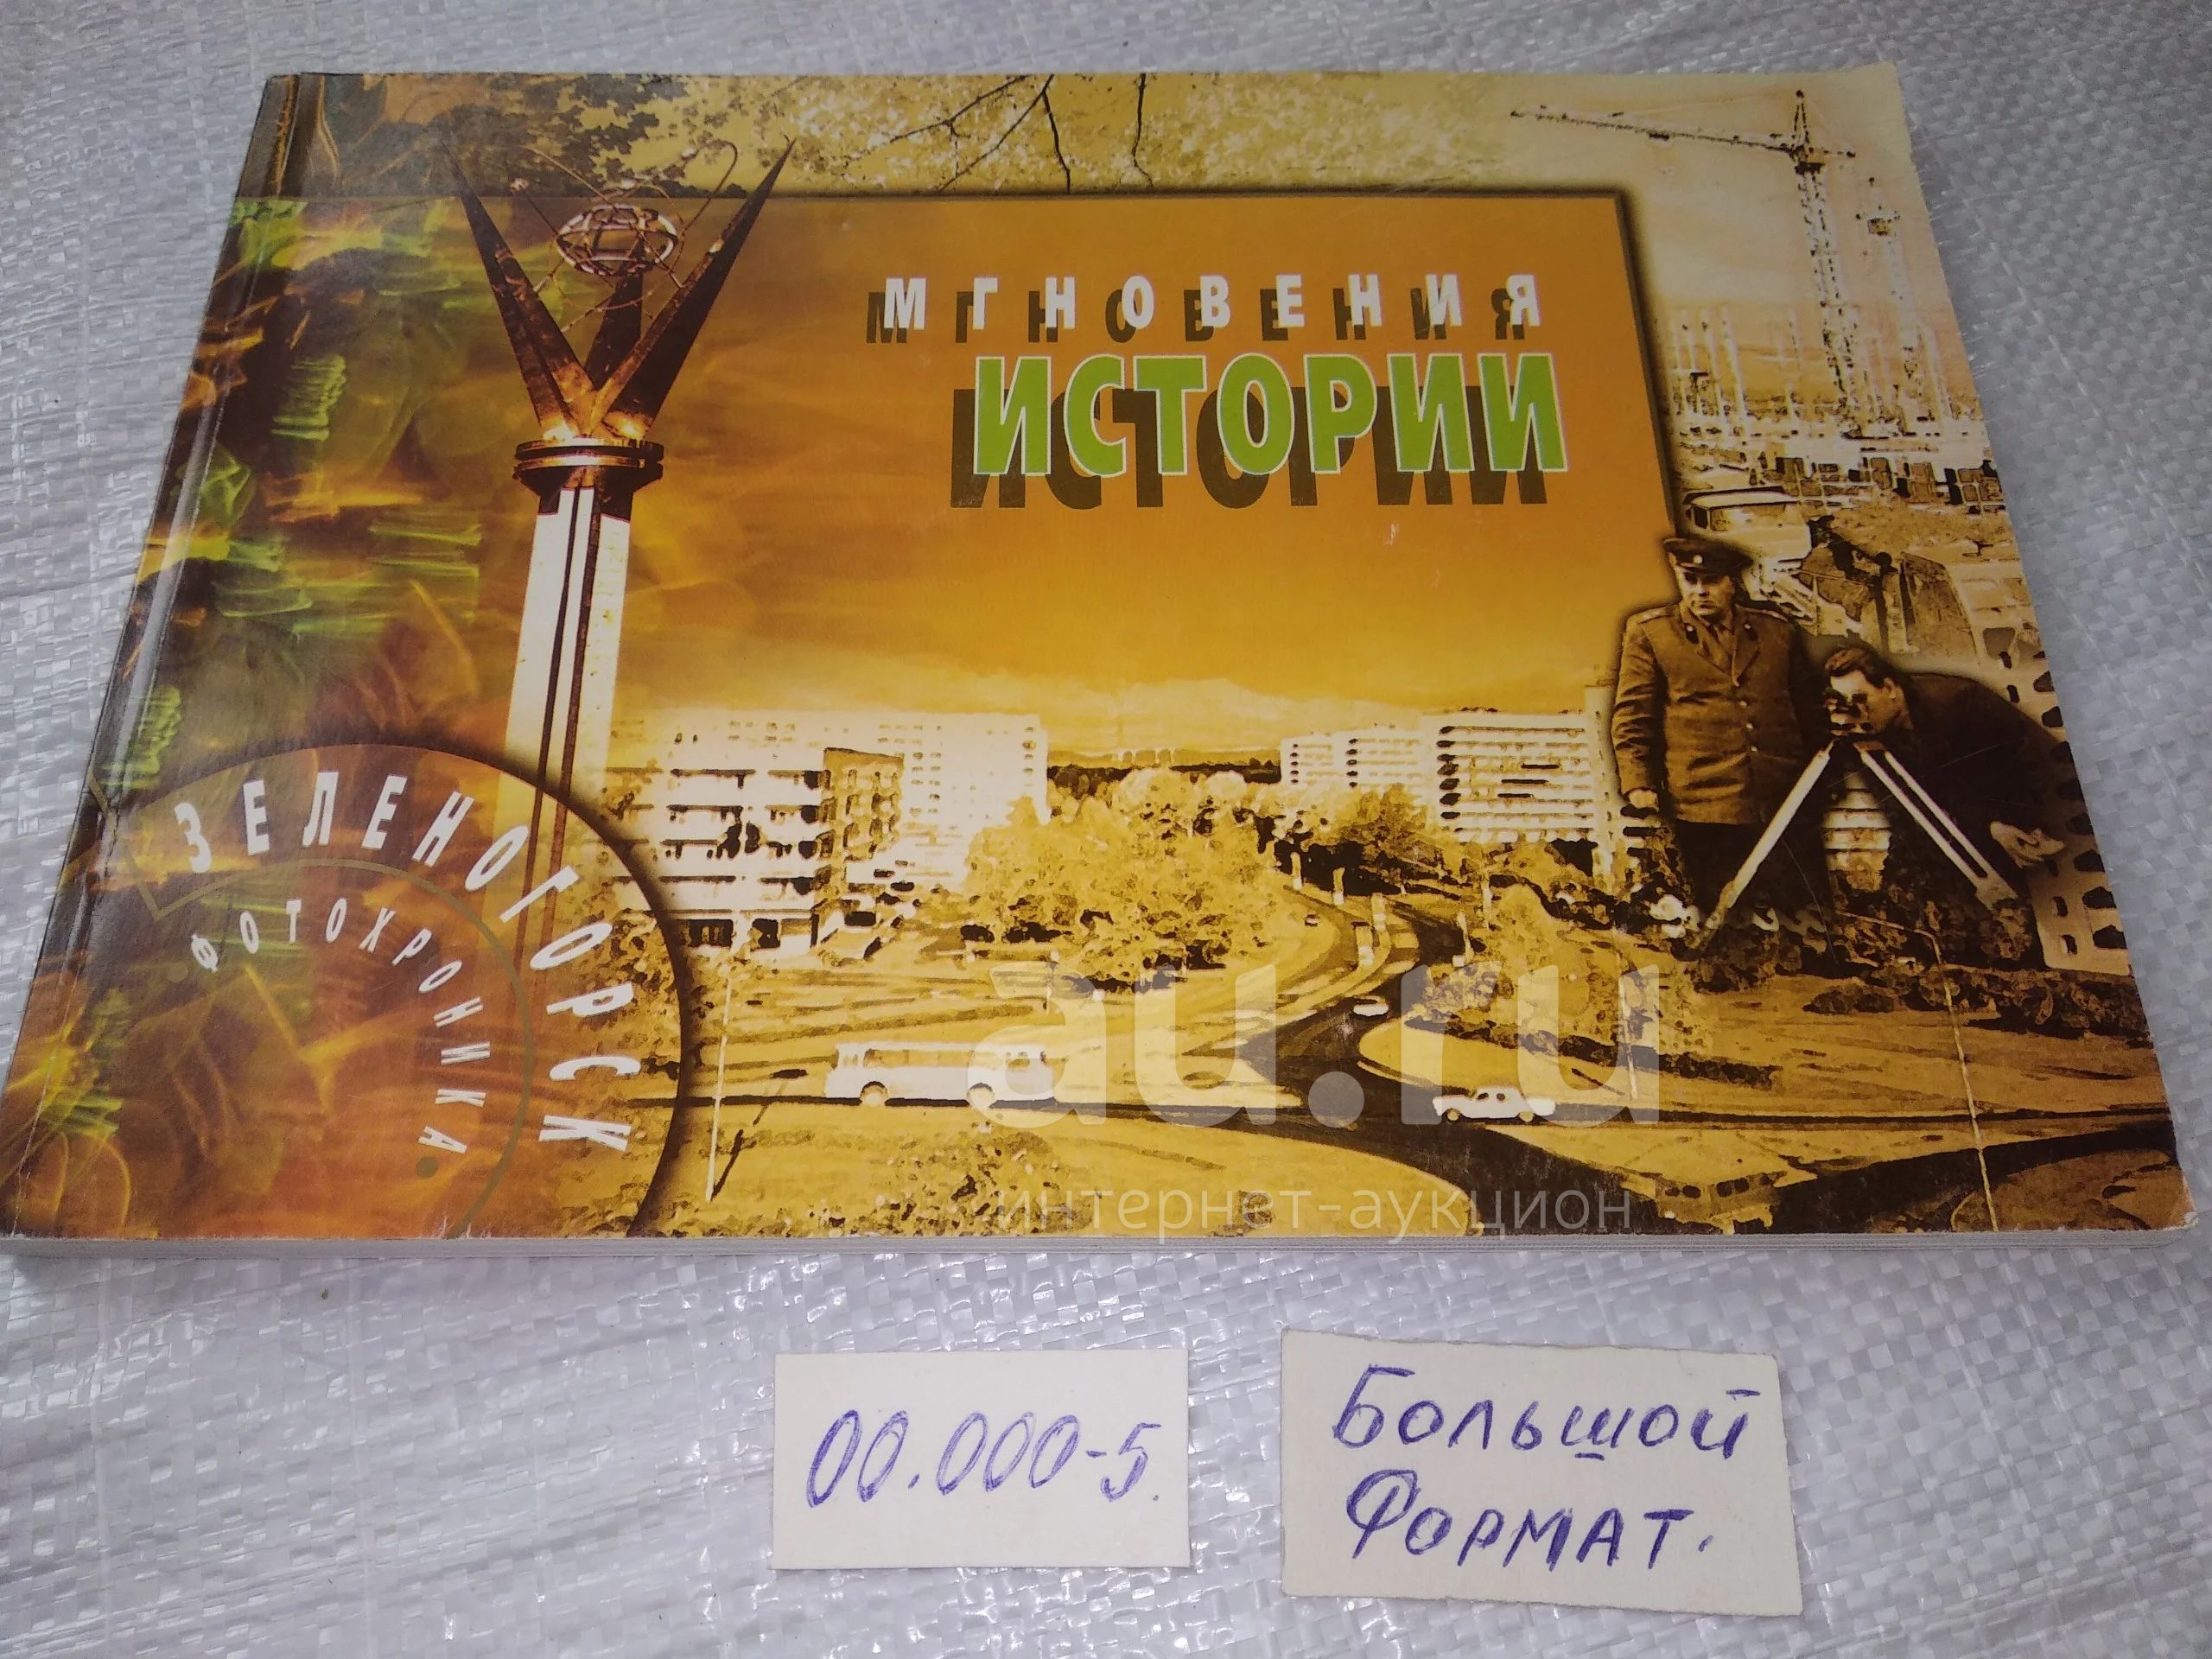 МГНОВЕНИЯ
ИСТОРИИ
ЗЕЛЕНОГОРСК
ФОТОХРОНИКА
au.ru
интернет-аукцион
00.000-5.
Большой
Формат.